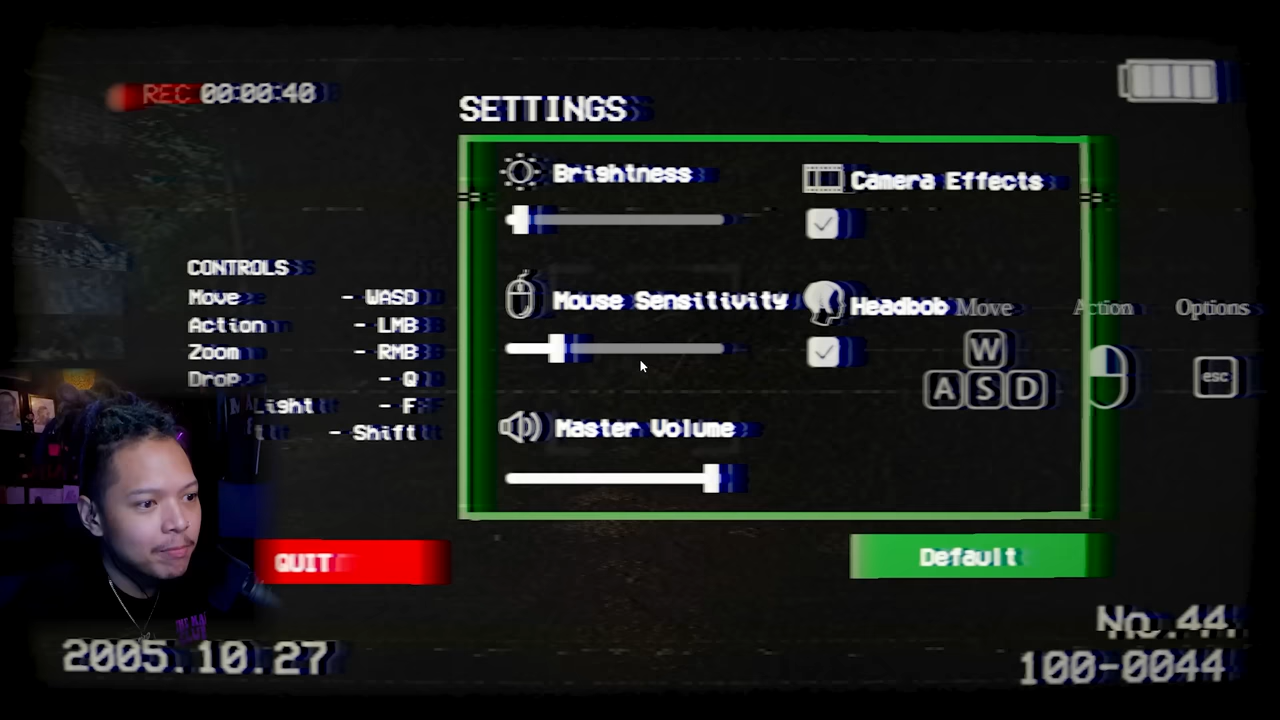 REC 00:00:40
SETTINGS
Brightness
Camera Effects
Mouse Sensitivity
Headbob
Master Volume
CONTROLS
Move - WASD
Action - LMB
Zoom - RMB
Drop - Q
Light - F
- Shift
Move Action Options
W
A S D
esc
QUIT
Default
2005.10.27
No.44
100-0044